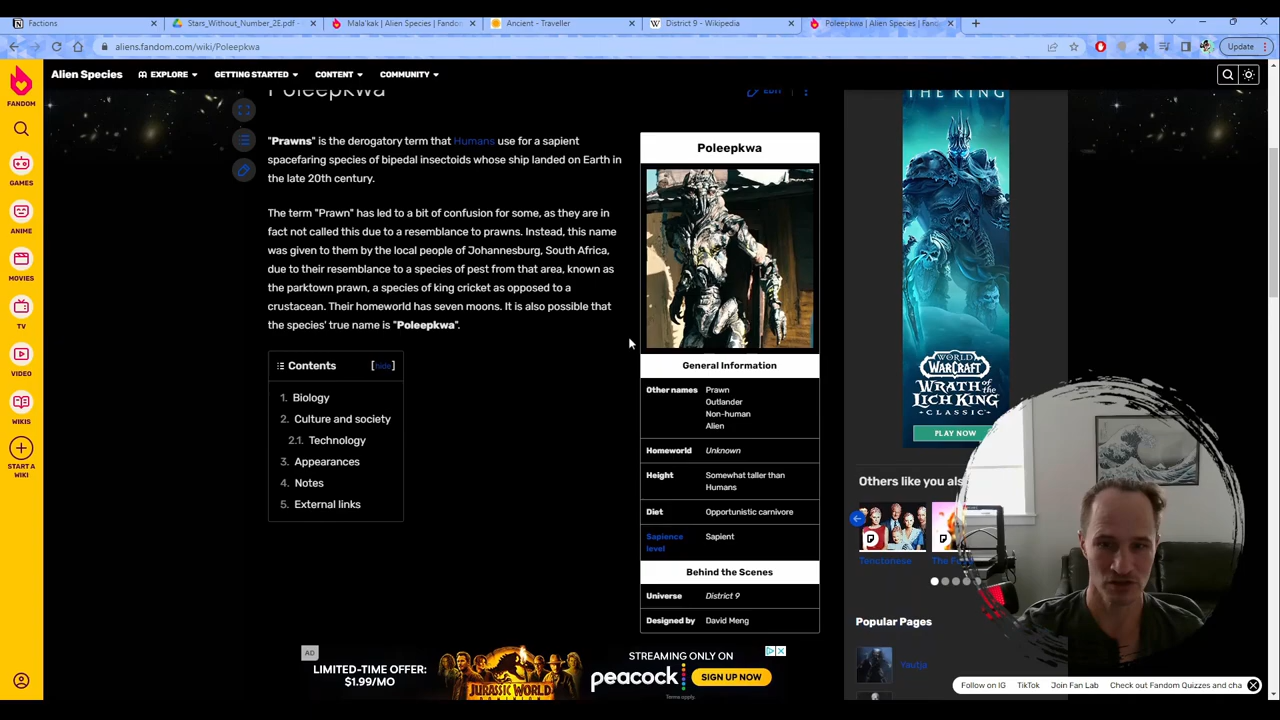 Factions
Stars_Without_Number_2E.pdf -
Mala'kak | Alien Species | Fandom
Ancient - Traveller
District 9 - Wikipedia
Poleepkwa | Alien Species | Fand
aliens.fandom.com/wiki/Poleepkwa
Update
FANDOM
Alien Species
EXPLORE
GETTING STARTED
CONTENT
COMMUNITY
GAMES
ANIME
MOVIES
TV
VIDEO
WIKIS
START A
WIKI
Poleepkwa
EDIT
"Prawns" is the derogatory term that Humans use for a sapient
spacefaring species of bipedal insectoids whose ship landed on Earth in
the late 20th century.
The term "Prawn" has led to a bit of confusion for some, as they are in
fact not called this due to a resemblance to prawns. Instead, this name
was given to them by the local people of Johannesburg, South Africa,
due to their resemblance to a species of pest from that area, known as
the parktown prawn, a species of king cricket as opposed to a
crustacean. Their homeworld has seven moons. It is also possible that
the species' true name is "Poleepkwa".
Contents [hide]
1. Biology
2. Culture and society
2.1. Technology
3. Appearances
4. Notes
5. External links
Poleepkwa
General Information
Other names Prawn
Outlander
Non-human
Alien
Homeworld Unknown
Height Somewhat taller than
Humans
Diet Opportunistic carnivore
Sapience Sapient
level
Behind the Scenes
Universe District 9
Designed by David Meng
THE KING
WORLD
WARCRAFT
WRATH OF THE
LICH KING
CLASSIC
PLAY NOW
Others like you als
Tenctonese
Popular Pages
Yautja
AD
LIMITED-TIME OFFER:
$1.99/MO
JURASSIC WORLD
STREAMING ONLY ON
peacock
SIGN UP NOW
Terms apply.
Follow on IG
TikTok
Join Fan Lab
Check out Fandom Quizzes and cha